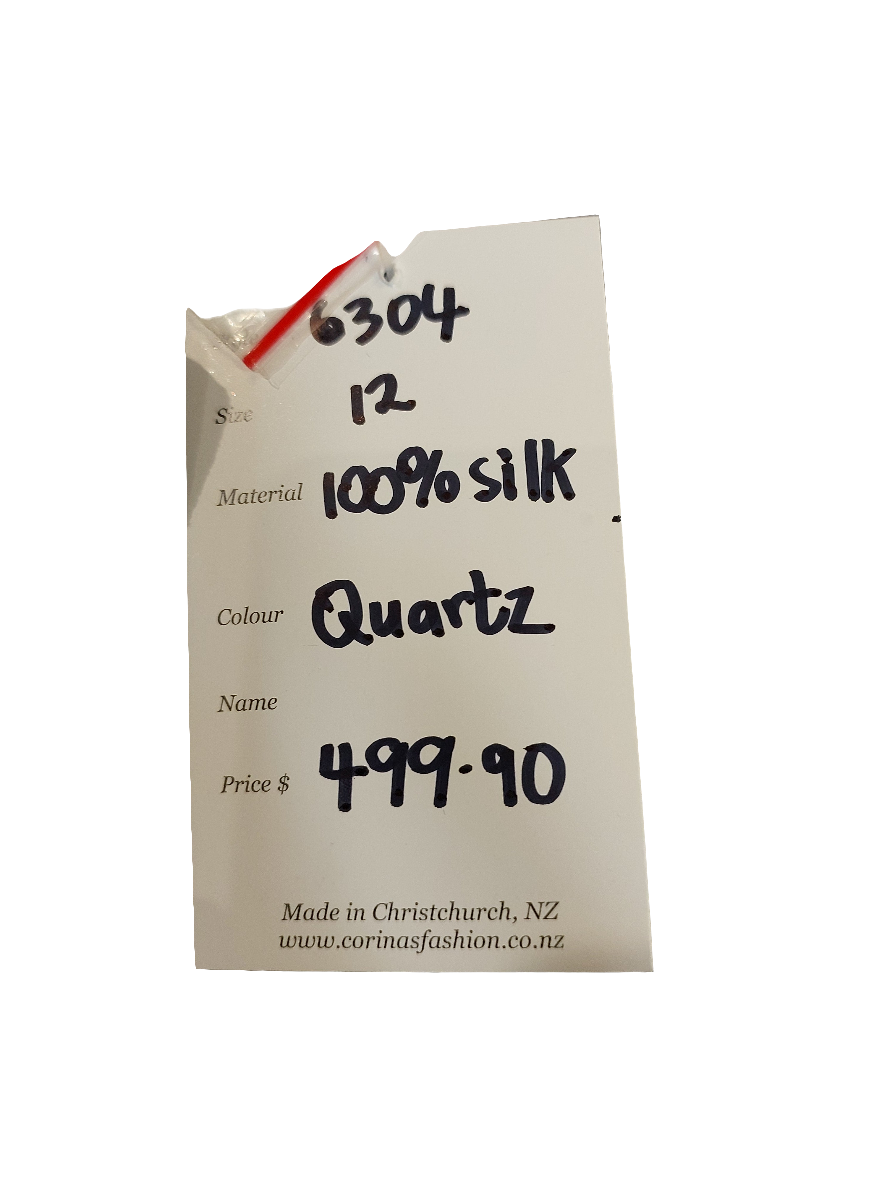 6304
Size 12
Material 100% silk
Colour Quartz
Name
Price $ 499.90
Made in Christchurch, NZ
www.corinasfashion.co.nz